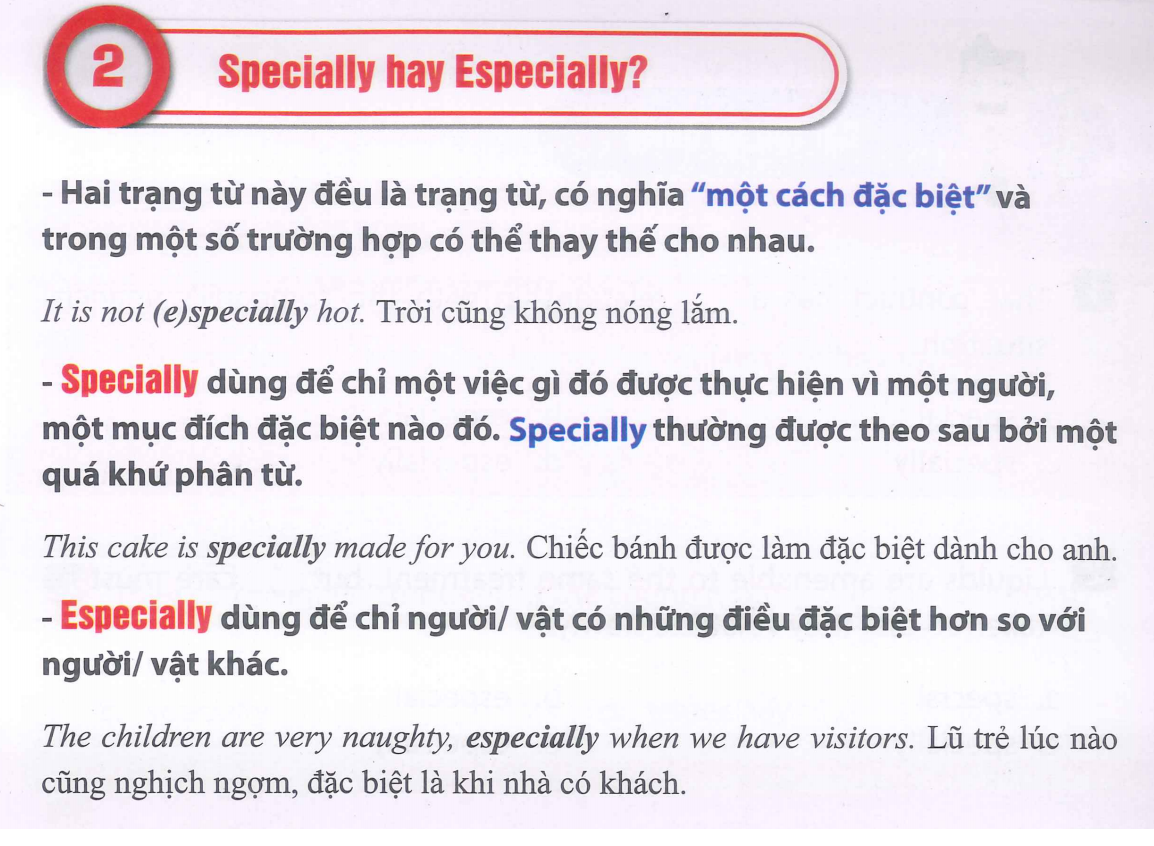 2
Specially hay Especially?
- Hai trạng từ này đều là trạng từ, có nghĩa “một cách đặc biệt” và
trong một số trường hợp có thể thay thế cho nhau.
It is not (e)specially hot. Trời cũng không nóng lắm.
- Specially dùng để chỉ một việc gì đó được thực hiện vì một người,
một mục đích đặc biệt nào đó. Specially thường được theo sau bởi một
quá khứ phân từ.
This cake is specially made for you. Chiếc bánh được làm đặc biệt dành cho anh.
- Especially dùng để chỉ người/ vật có những điều đặc biệt hơn so với
người/ vật khác.
The children are very naughty, especially when we have visitors. Lũ trẻ lúc nào
cũng nghịch ngợm, đặc biệt là khi nhà có khách.